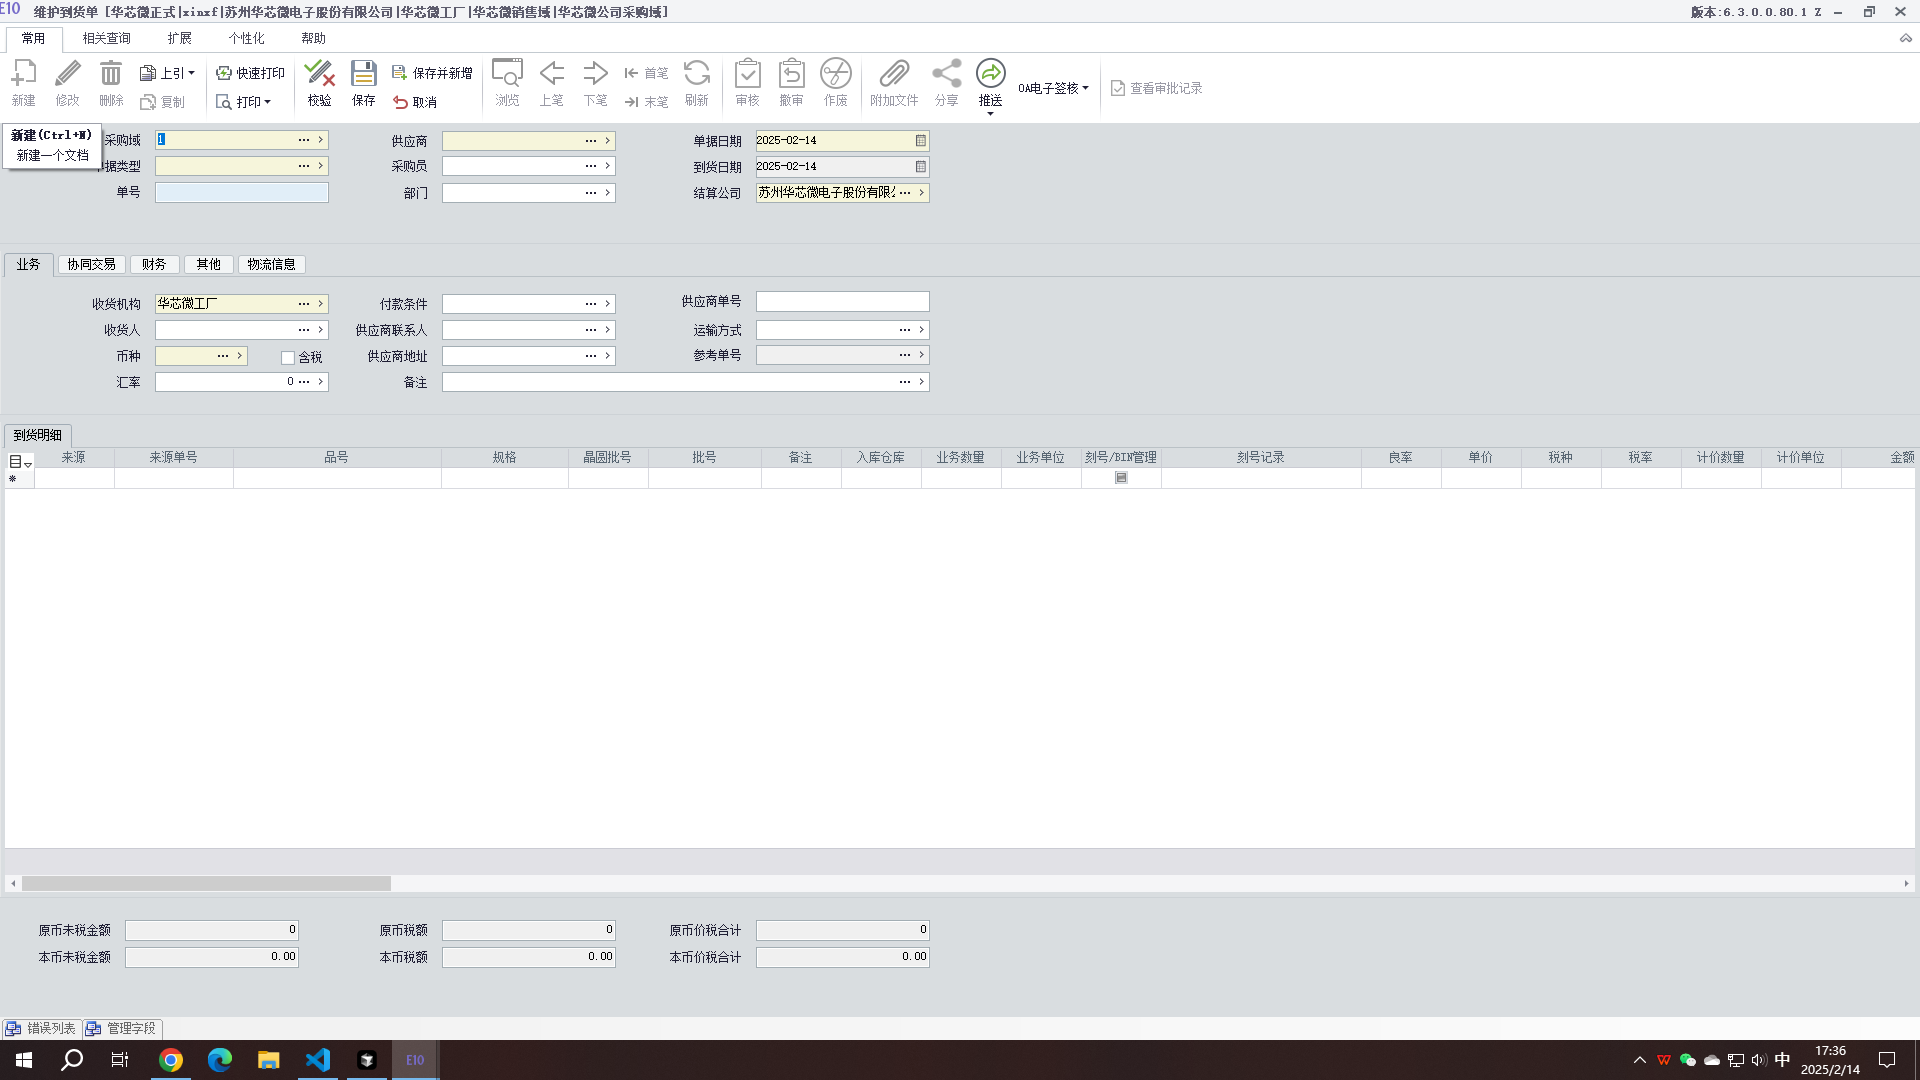 E10 维护到货单 [华芯微正式|xinxf|苏州华芯微电子股份有限公司|华芯微工厂|华芯微销售域|华芯微公司采购域] 版本:6.3.0.0.80.1 Z
常用 相关查询 扩展 个性化 帮助
新建 修改 删除 上引 复制 快速打印 打印 校验 保存 保存并新增 取消 浏览 上笔 下笔 首笔 末笔 刷新 审核 撤审 作废 附加文件 分享 推送 OA电子签核 查看审批记录
新建(Ctrl+N)
新建一个文档
采购域 1 供应商 单据日期 2025-02-14
据类型 采购员 到货日期 2025-02-14
单号 部门 结算公司 苏州华芯微电子股份有限
业务 协同交易 财务 其他 物流信息
收货机构 华芯微工厂 付款条件 供应商单号
收货人 供应商联系人 运输方式
币种 含税 供应商地址 参考单号
汇率 0 备注
到货明细
来源 来源单号 品号 规格 晶圆批号 批号 备注 入库仓库 业务数量 业务单位 刻号/BIN管理 刻号记录 良率 单价 税种 税率 计价数量 计价单位 金额
原币未税金额 0 原币税额 0 原币价税合计 0
本币未税金额 0.00 本币税额 0.00 本币价税合计 0.00
错误列表 管理字段
E10 中 17:36
2025/2/14